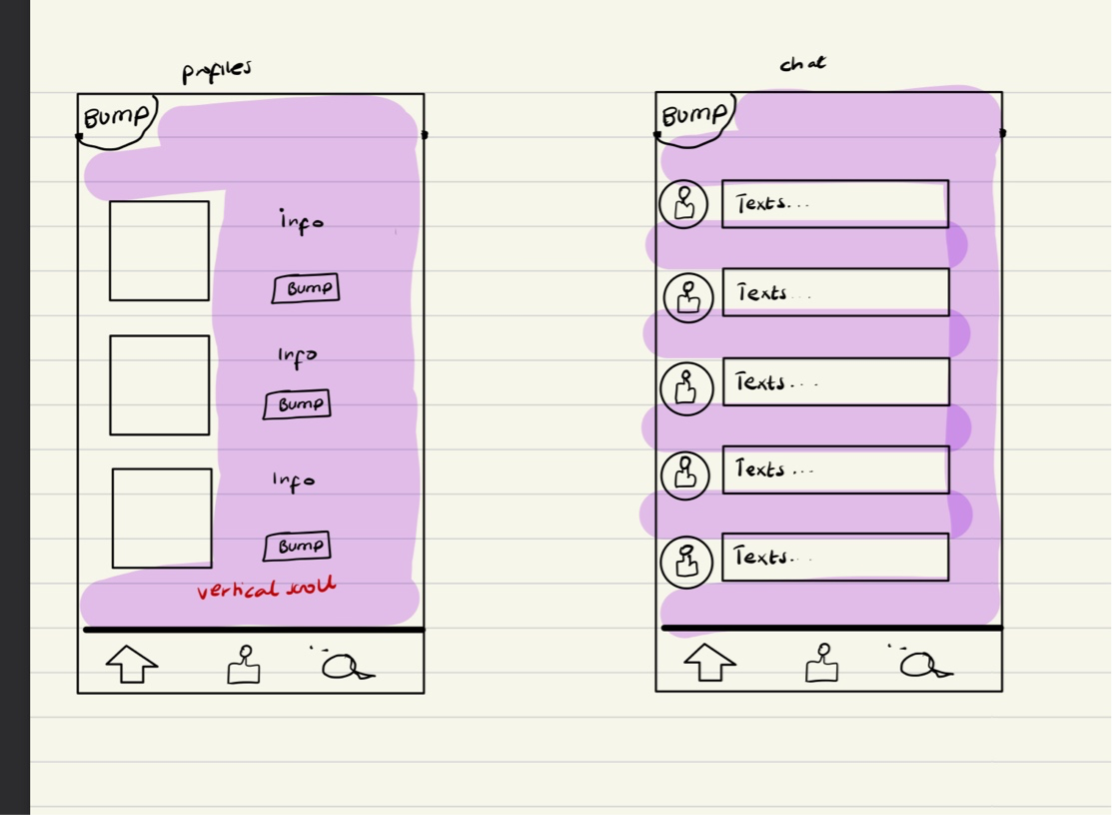 profiles
BUMP
info
Bump
Info
Bump
Info
Bump
vertical scroll
chat
BUMP
Texts...
Texts...
Texts...
Texts...
Texts...